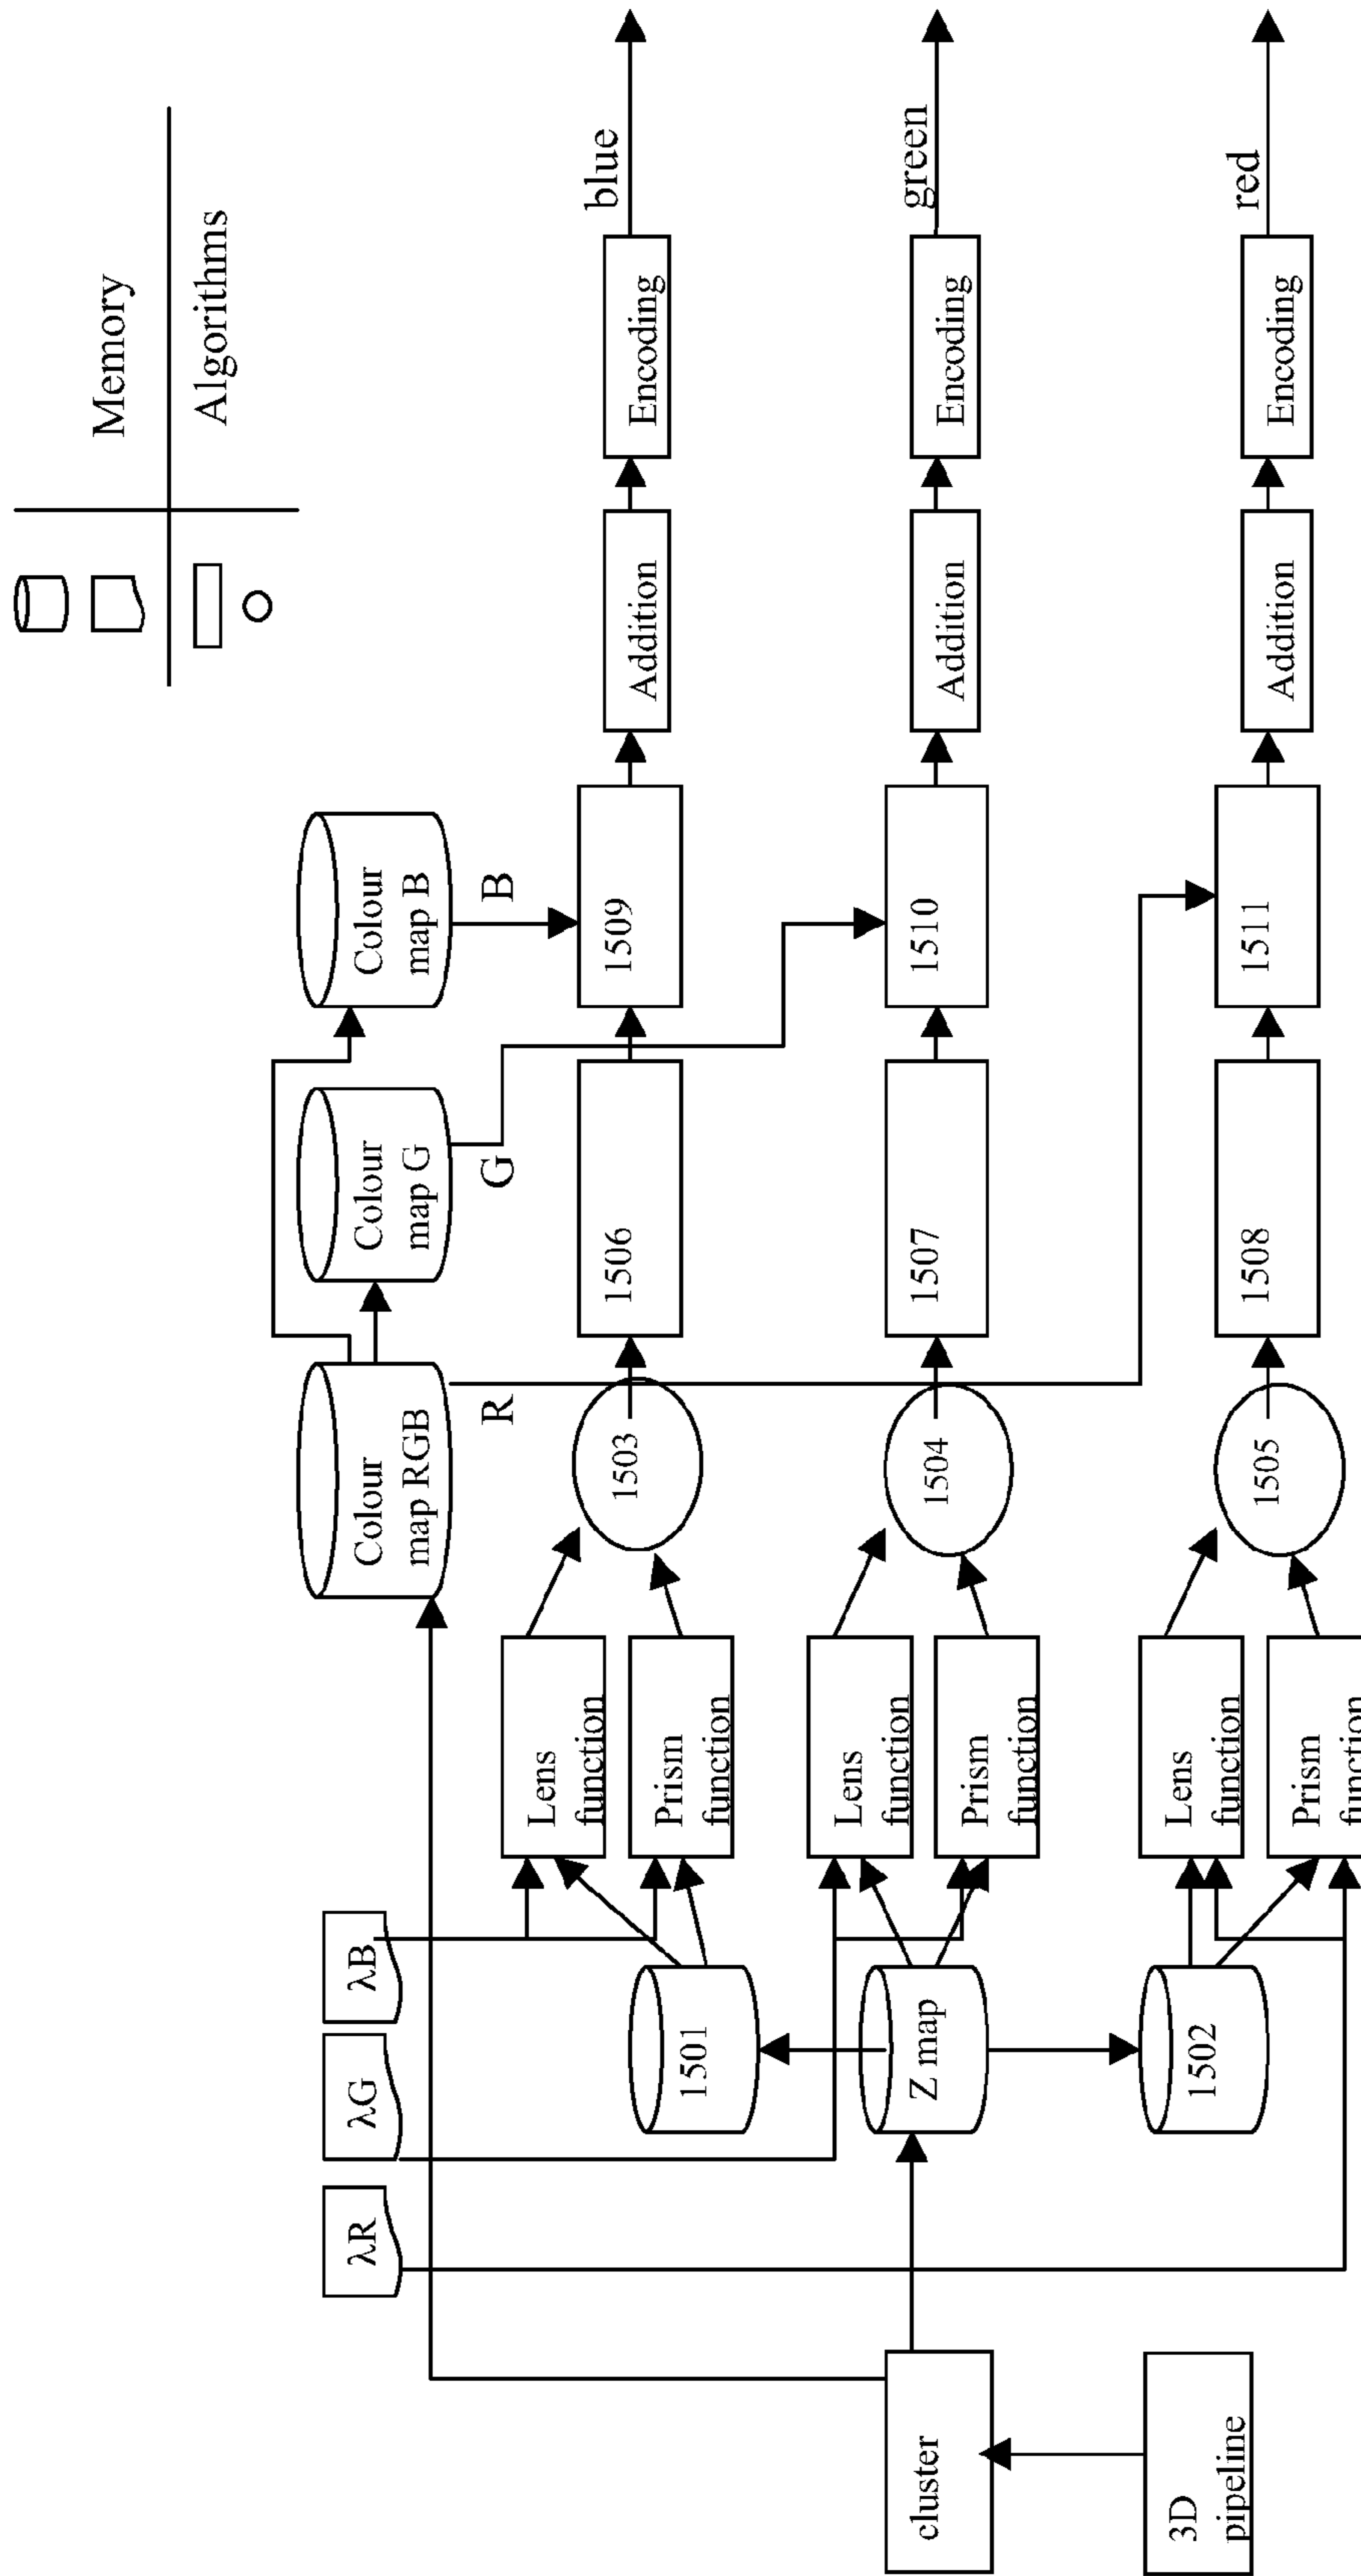 Memory
Algorithms
λR
λG
λB
Colour
map RGB
Colour
map G
Colour
map B
R
G
B
3D
pipeline
cluster
Z map
1501
1502
Lens
function
Prism
function
1503
1506
1509
Addition
Encoding
blue
Lens
function
Prism
function
1504
1507
1510
Addition
Encoding
green
Lens
function
Prism
function
1505
1508
1511
Addition
Encoding
red